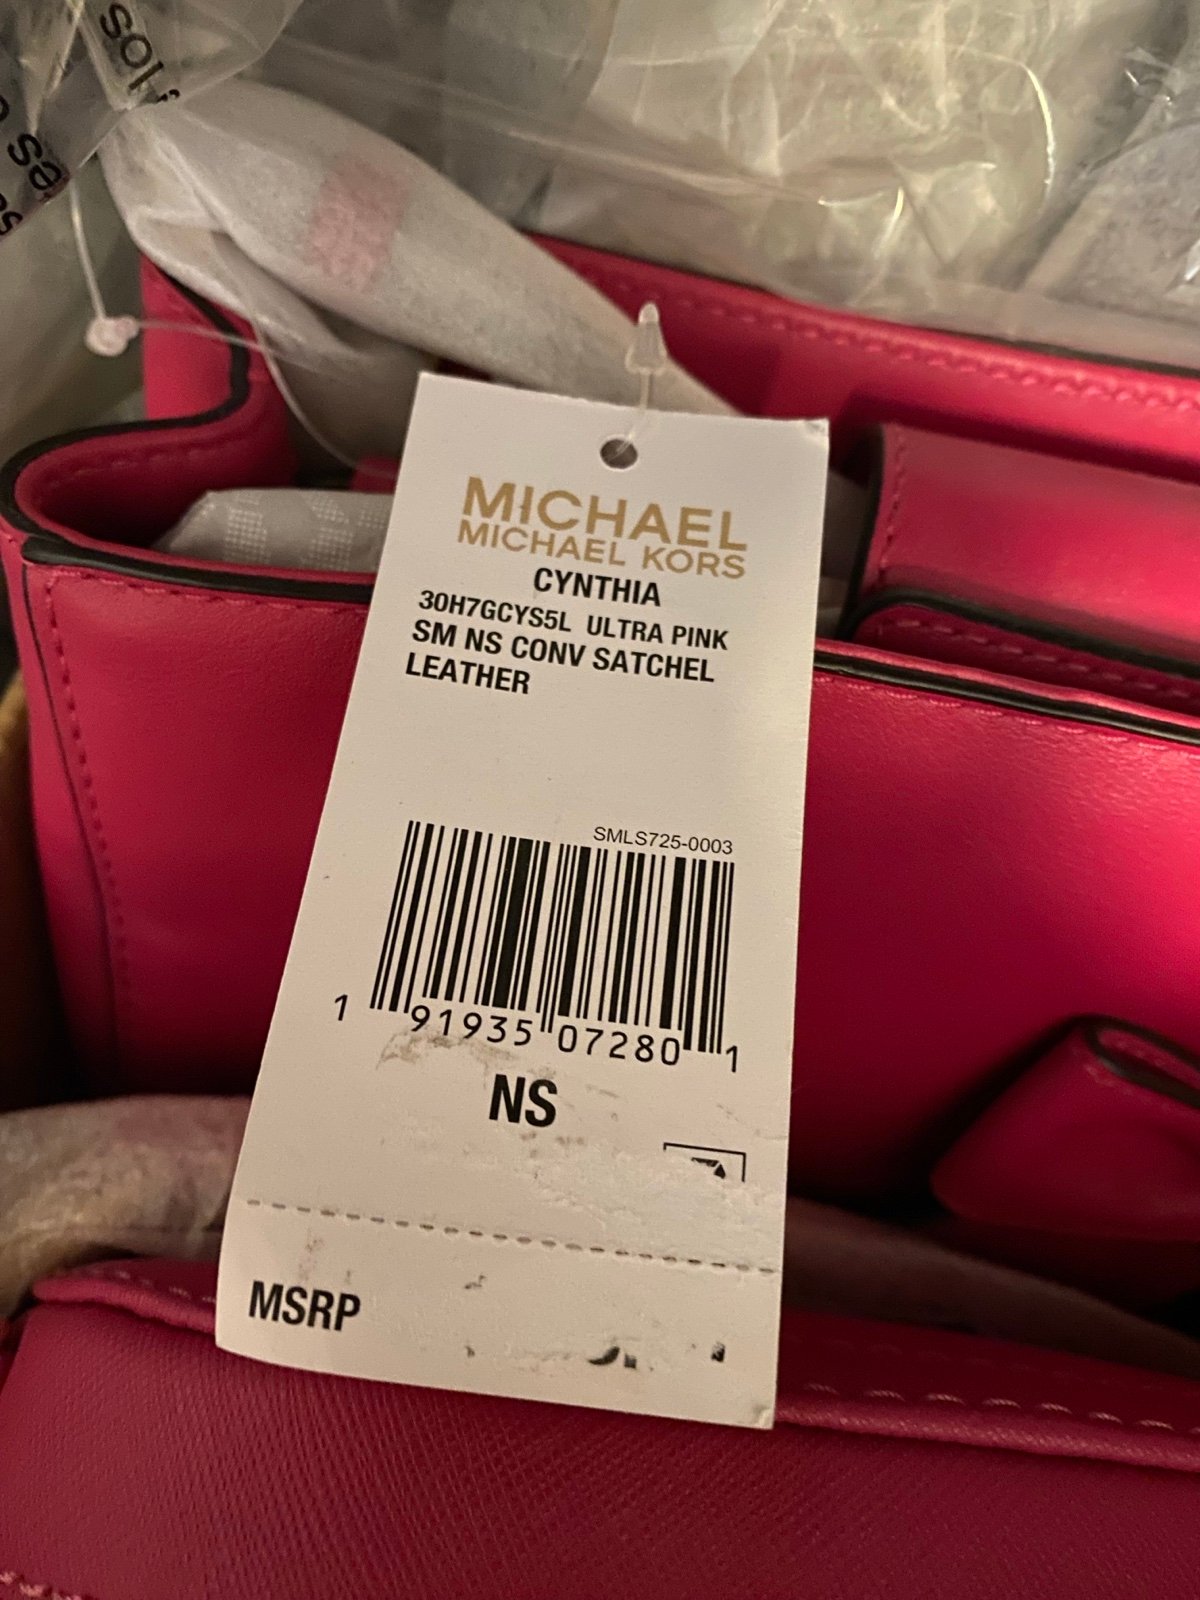 MICHAEL
MICHAEL KORS
CYNTHIA
30H7GCYS5L ULTRA PINK
SM NS CONV SATCHEL
LEATHER
SMLS725-0003
1 91935 07280 1
NS
MSRP